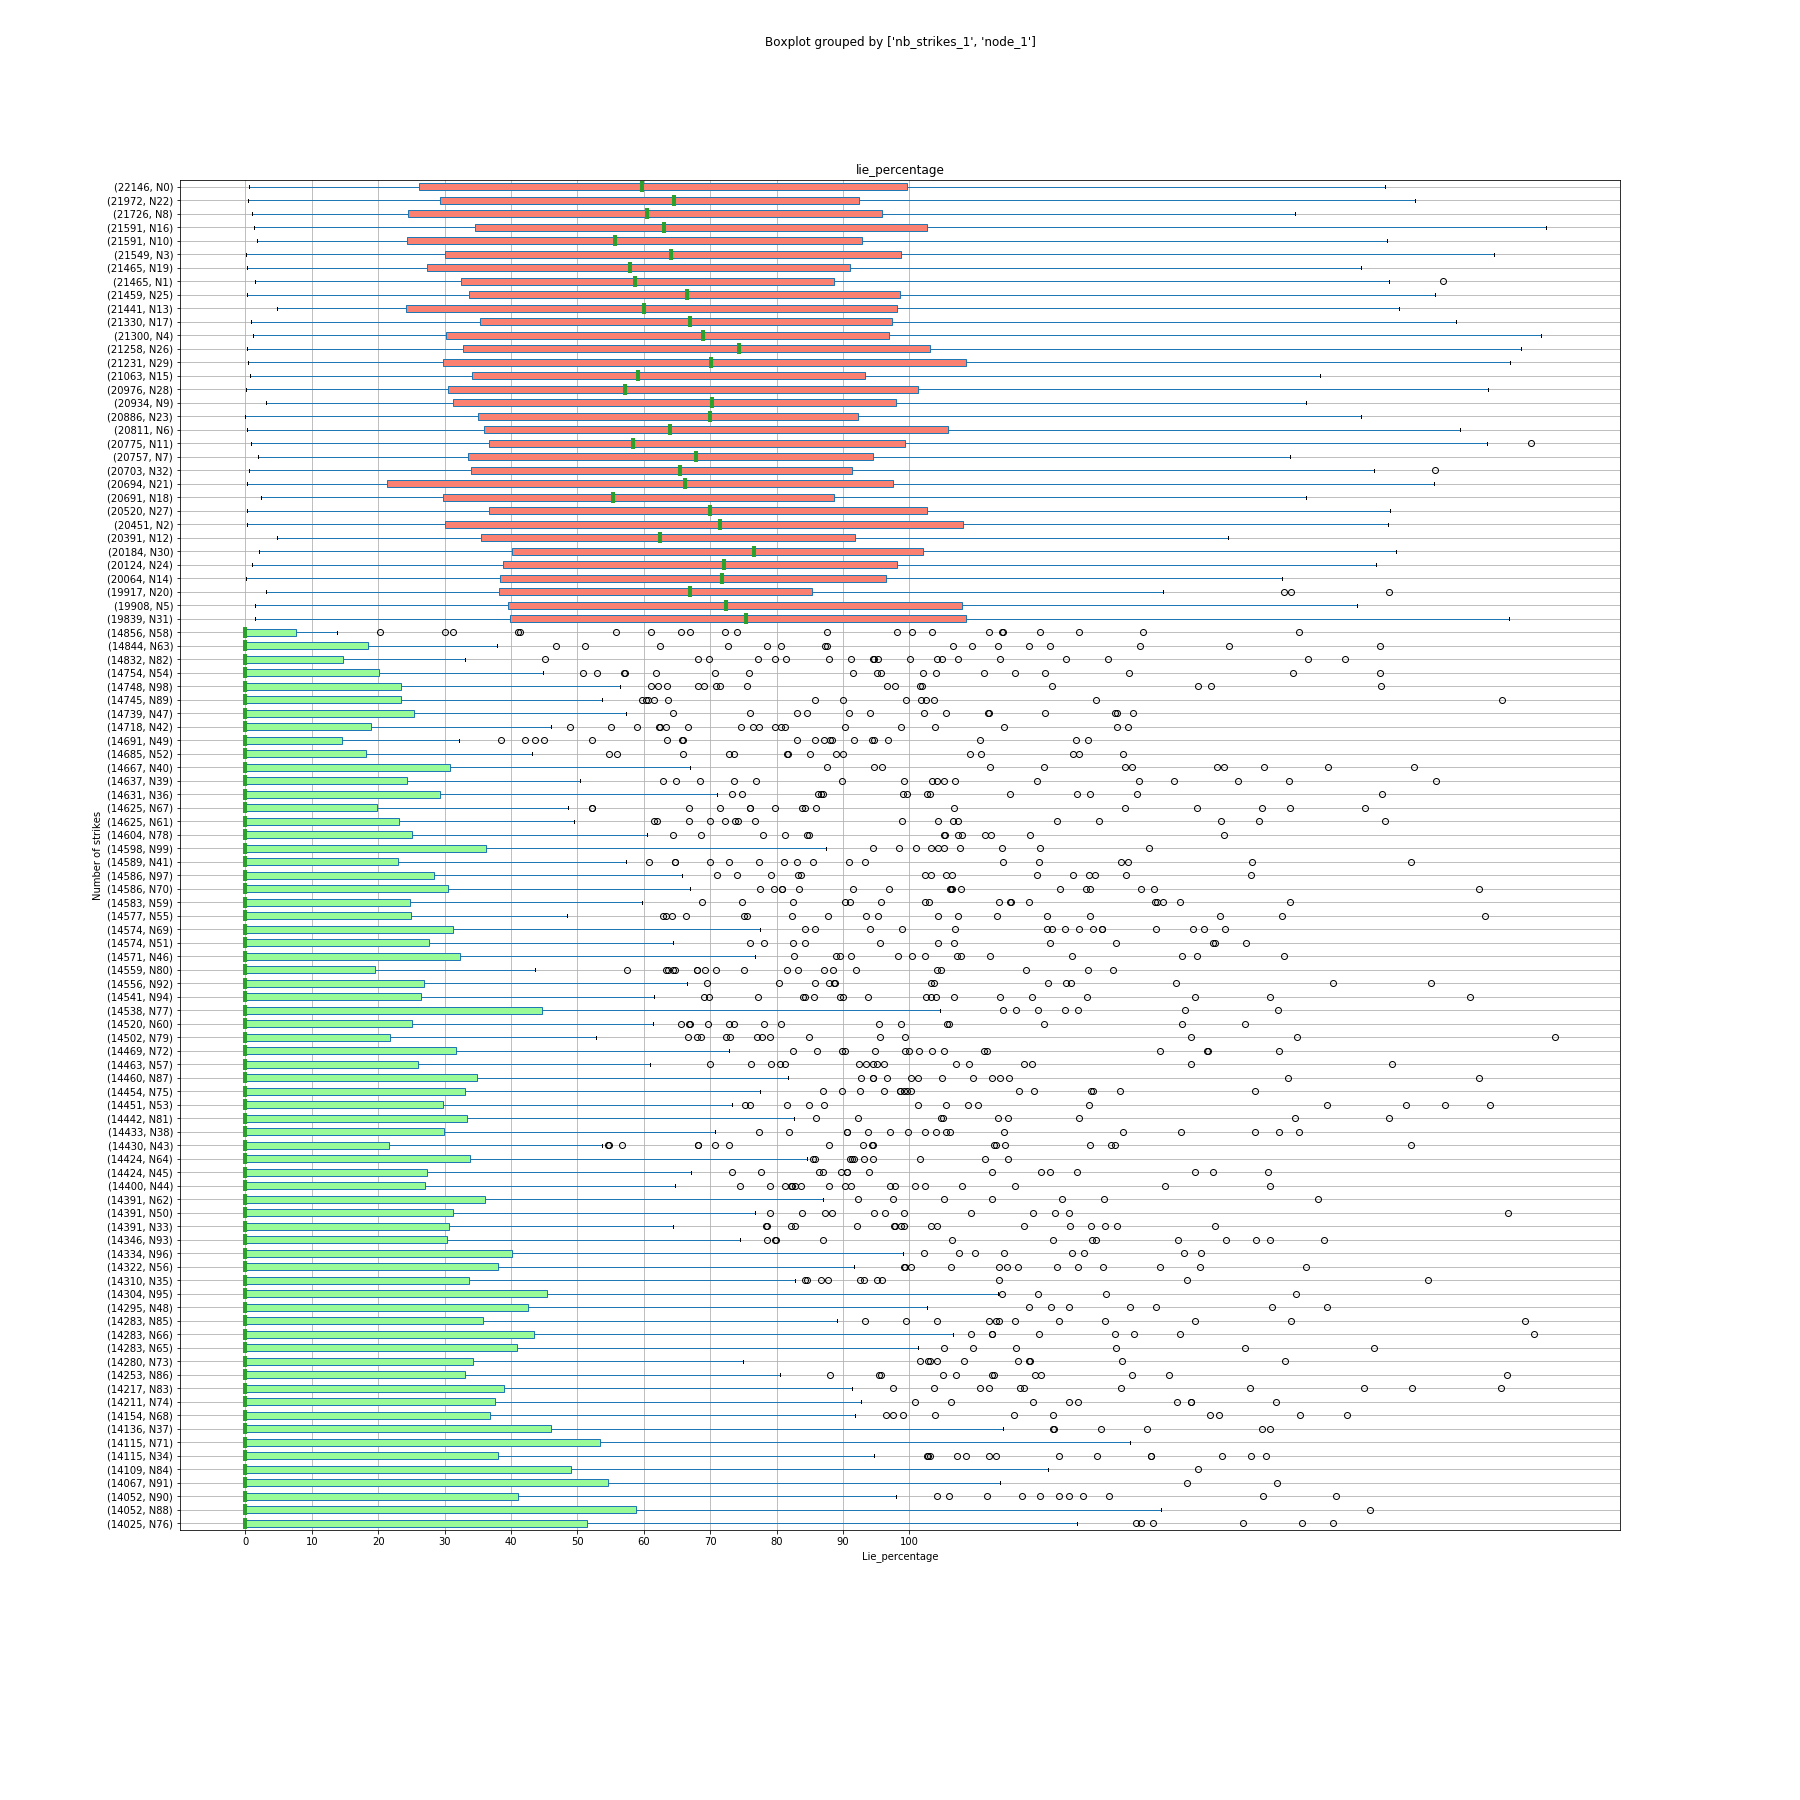 Boxplot grouped by ['nb_strikes_1', 'node_1']
lie_percentage
(22146, N0)
(21972, N22)
(21726, N8)
(21591, N16)
(21591, N10)
(21549, N3)
(21465, N19)
(21465, N1)
(21459, N25)
(21441, N13)
(21330, N17)
(21300, N4)
(21258, N26)
(21231, N29)
(21063, N15)
(20976, N28)
(20934, N9)
(20886, N23)
(20811, N6)
(20775, N11)
(20757, N7)
(20703, N32)
(20694, N21)
(20691, N18)
(20520, N27)
(20451, N2)
(20391, N12)
(20184, N30)
(20124, N24)
(20064, N14)
(19917, N20)
(19908, N5)
(19839, N31)
(14856, N58)
(14844, N63)
(14832, N82)
(14754, N54)
(14748, N98)
(14745, N89)
(14739, N47)
(14718, N42)
(14691, N49)
(14685, N52)
(14667, N40)
(14637, N39)
(14631, N36)
(14625, N67)
(14625, N61)
(14604, N78)
(14598, N99)
(14589, N41)
(14586, N97)
(14586, N70)
(14583, N59)
(14577, N55)
(14574, N69)
(14574, N51)
(14571, N46)
(14559, N80)
(14556, N92)
(14541, N94)
(14538, N77)
(14520, N60)
(14502, N79)
(14469, N72)
(14463, N57)
(14460, N87)
(14454, N75)
(14451, N53)
(14442, N81)
(14433, N38)
(14430, N43)
(14424, N64)
(14424, N45)
(14400, N44)
(14391, N62)
(14391, N50)
(14391, N33)
(14346, N93)
(14334, N96)
(14322, N56)
(14310, N35)
(14304, N95)
(14295, N48)
(14283, N85)
(14283, N66)
(14283, N65)
(14280, N73)
(14253, N86)
(14217, N83)
(14211, N74)
(14154, N68)
(14136, N37)
(14115, N71)
(14115, N34)
(14109, N84)
(14067, N91)
(14052, N90)
(14052, N88)
(14025, N76)
Number of strikes
0 10 20 30 40 50 60 70 80 90 100
Lie_percentage